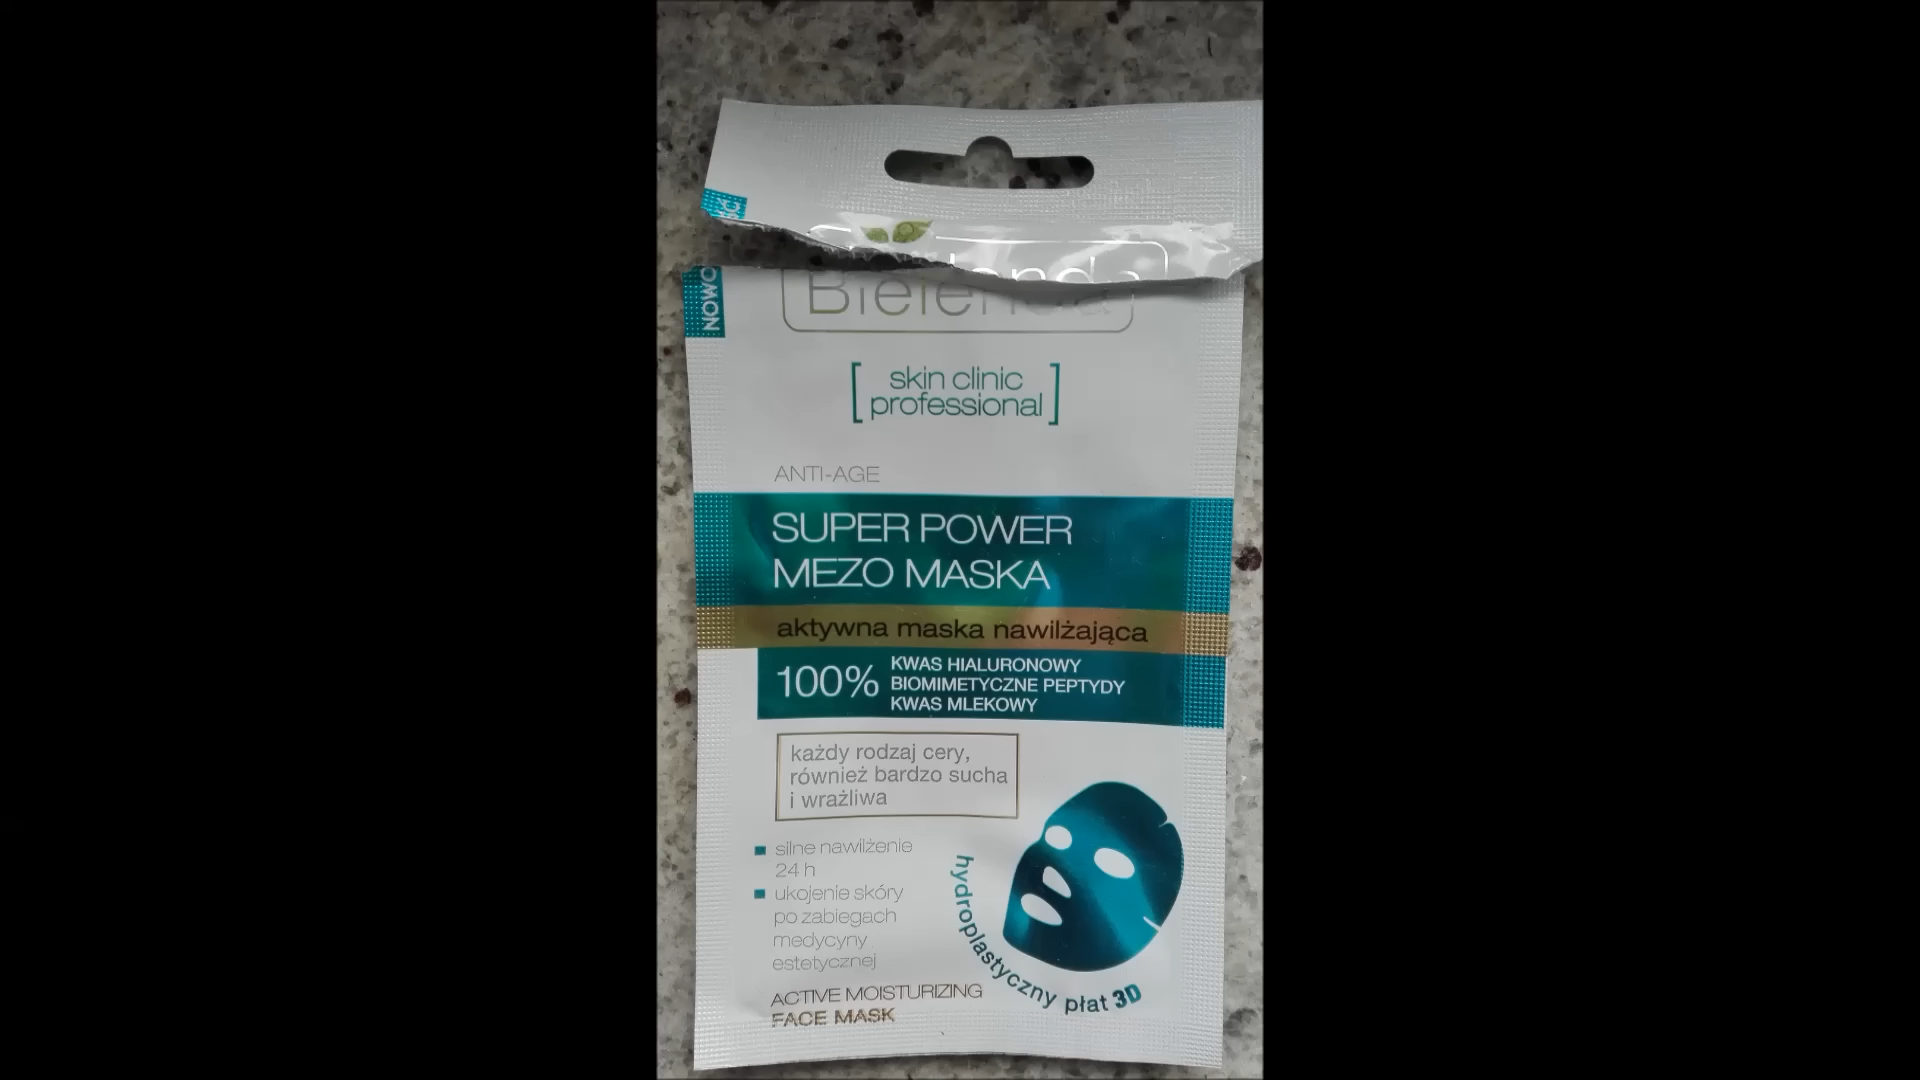 Bielenda
NOWO
skin clinic
professional
ANTI-AGE
SUPER POWER
MEZO MASKA
aktywna maska nawilżająca
100%
KWAS HIALURONOWY
BIOMIMETYCZNE PEPTYDY
KWAS MLEKOWY
każdy rodzaj cery,
również bardzo sucha
i wrażliwa
silne nawilżenie
24 h
ukojenie skóry
po zabiegach
medycyny
estetycznej
hydroplastyczny płat 3D
ACTIVE MOISTURIZING
FACE MASK